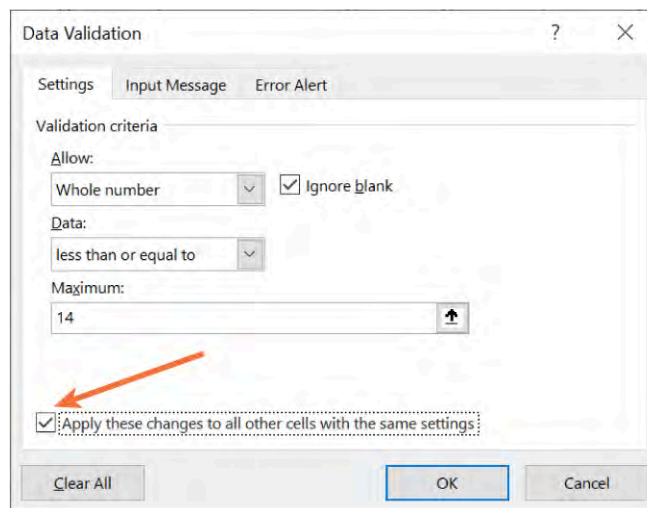 Data Validation ? ×
Settings Input Message Error Alert
Validation criteria
Allow:
Whole number Ignore blank
Data:
less than or equal to
Maximum:
14
Apply these changes to all other cells with the same settings
Clear All OK Cancel